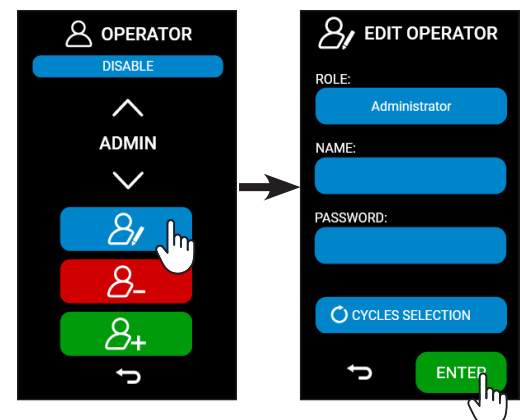 OPERATOR
DISABLE
ADMIN
EDIT OPERATOR
ROLE:
Administrator
NAME:
PASSWORD:
CYCLES SELECTION
ENTER